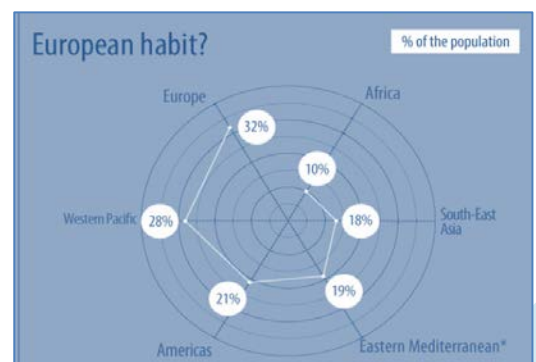 European habit?
% of the population
Europe
Africa
32%
10%
Western Pacific
28%
18%
South-East
Asia
21%
19%
Americas
Eastern Mediterranean*